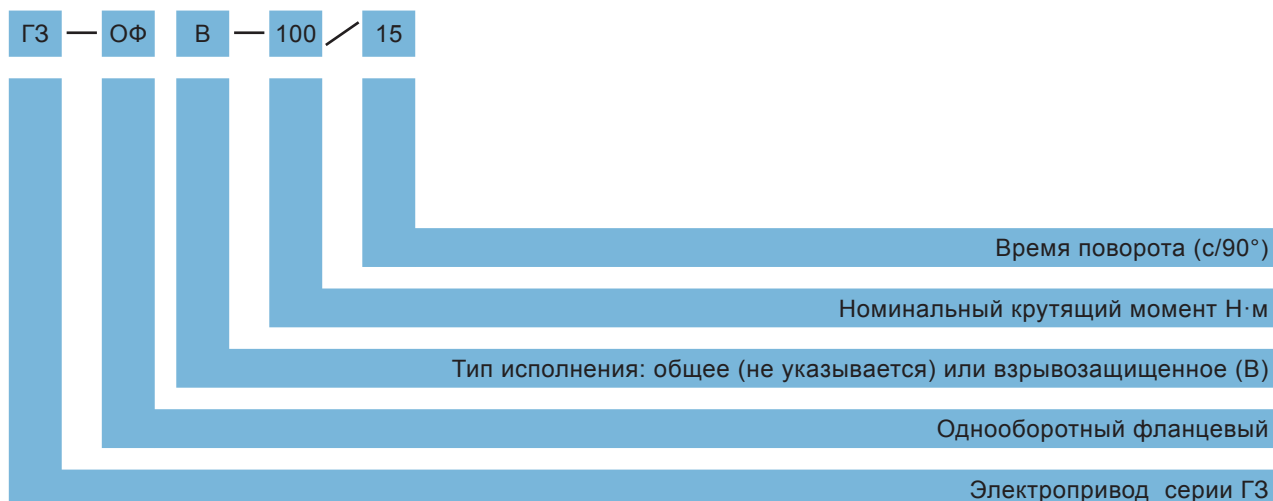 ГЗ — ОФ В — 100 / 15
Время поворота (с/90°)
Номинальный крутящий момент Н·м
Тип исполнения: общее (не указывается) или взрывозащищенное (В)
Однооборотный фланцевый
Электропривод серии ГЗ